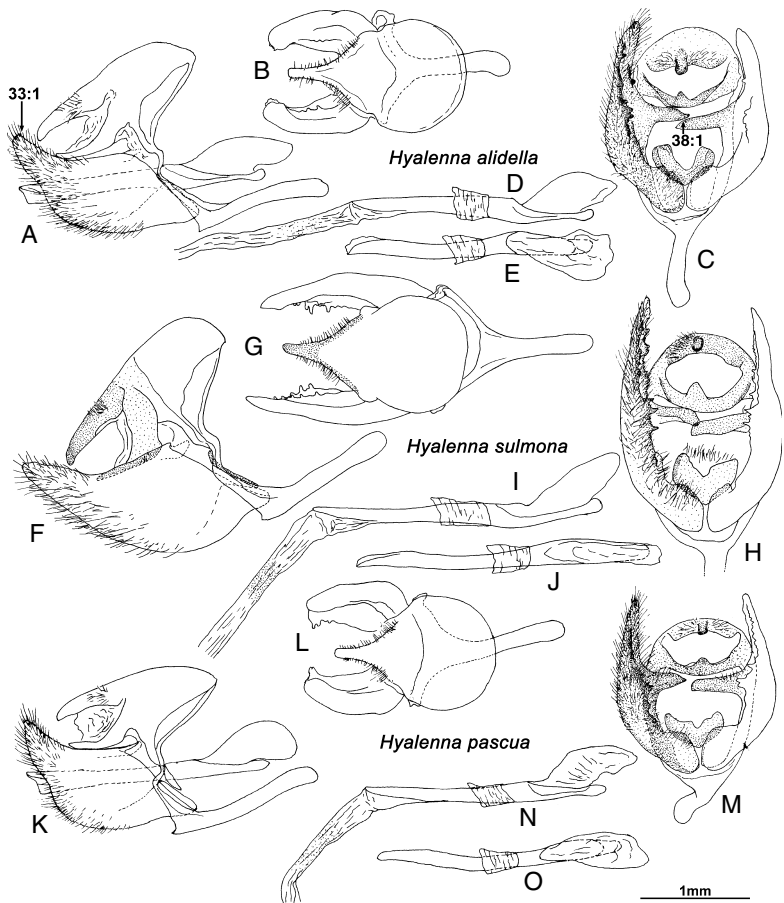 33:1
A
B
C
38:1
Hyalenna alidella
D
E
F
G
H
Hyalenna sulmona
I
J
K
L
M
Hyalenna pascua
N
O
1mm